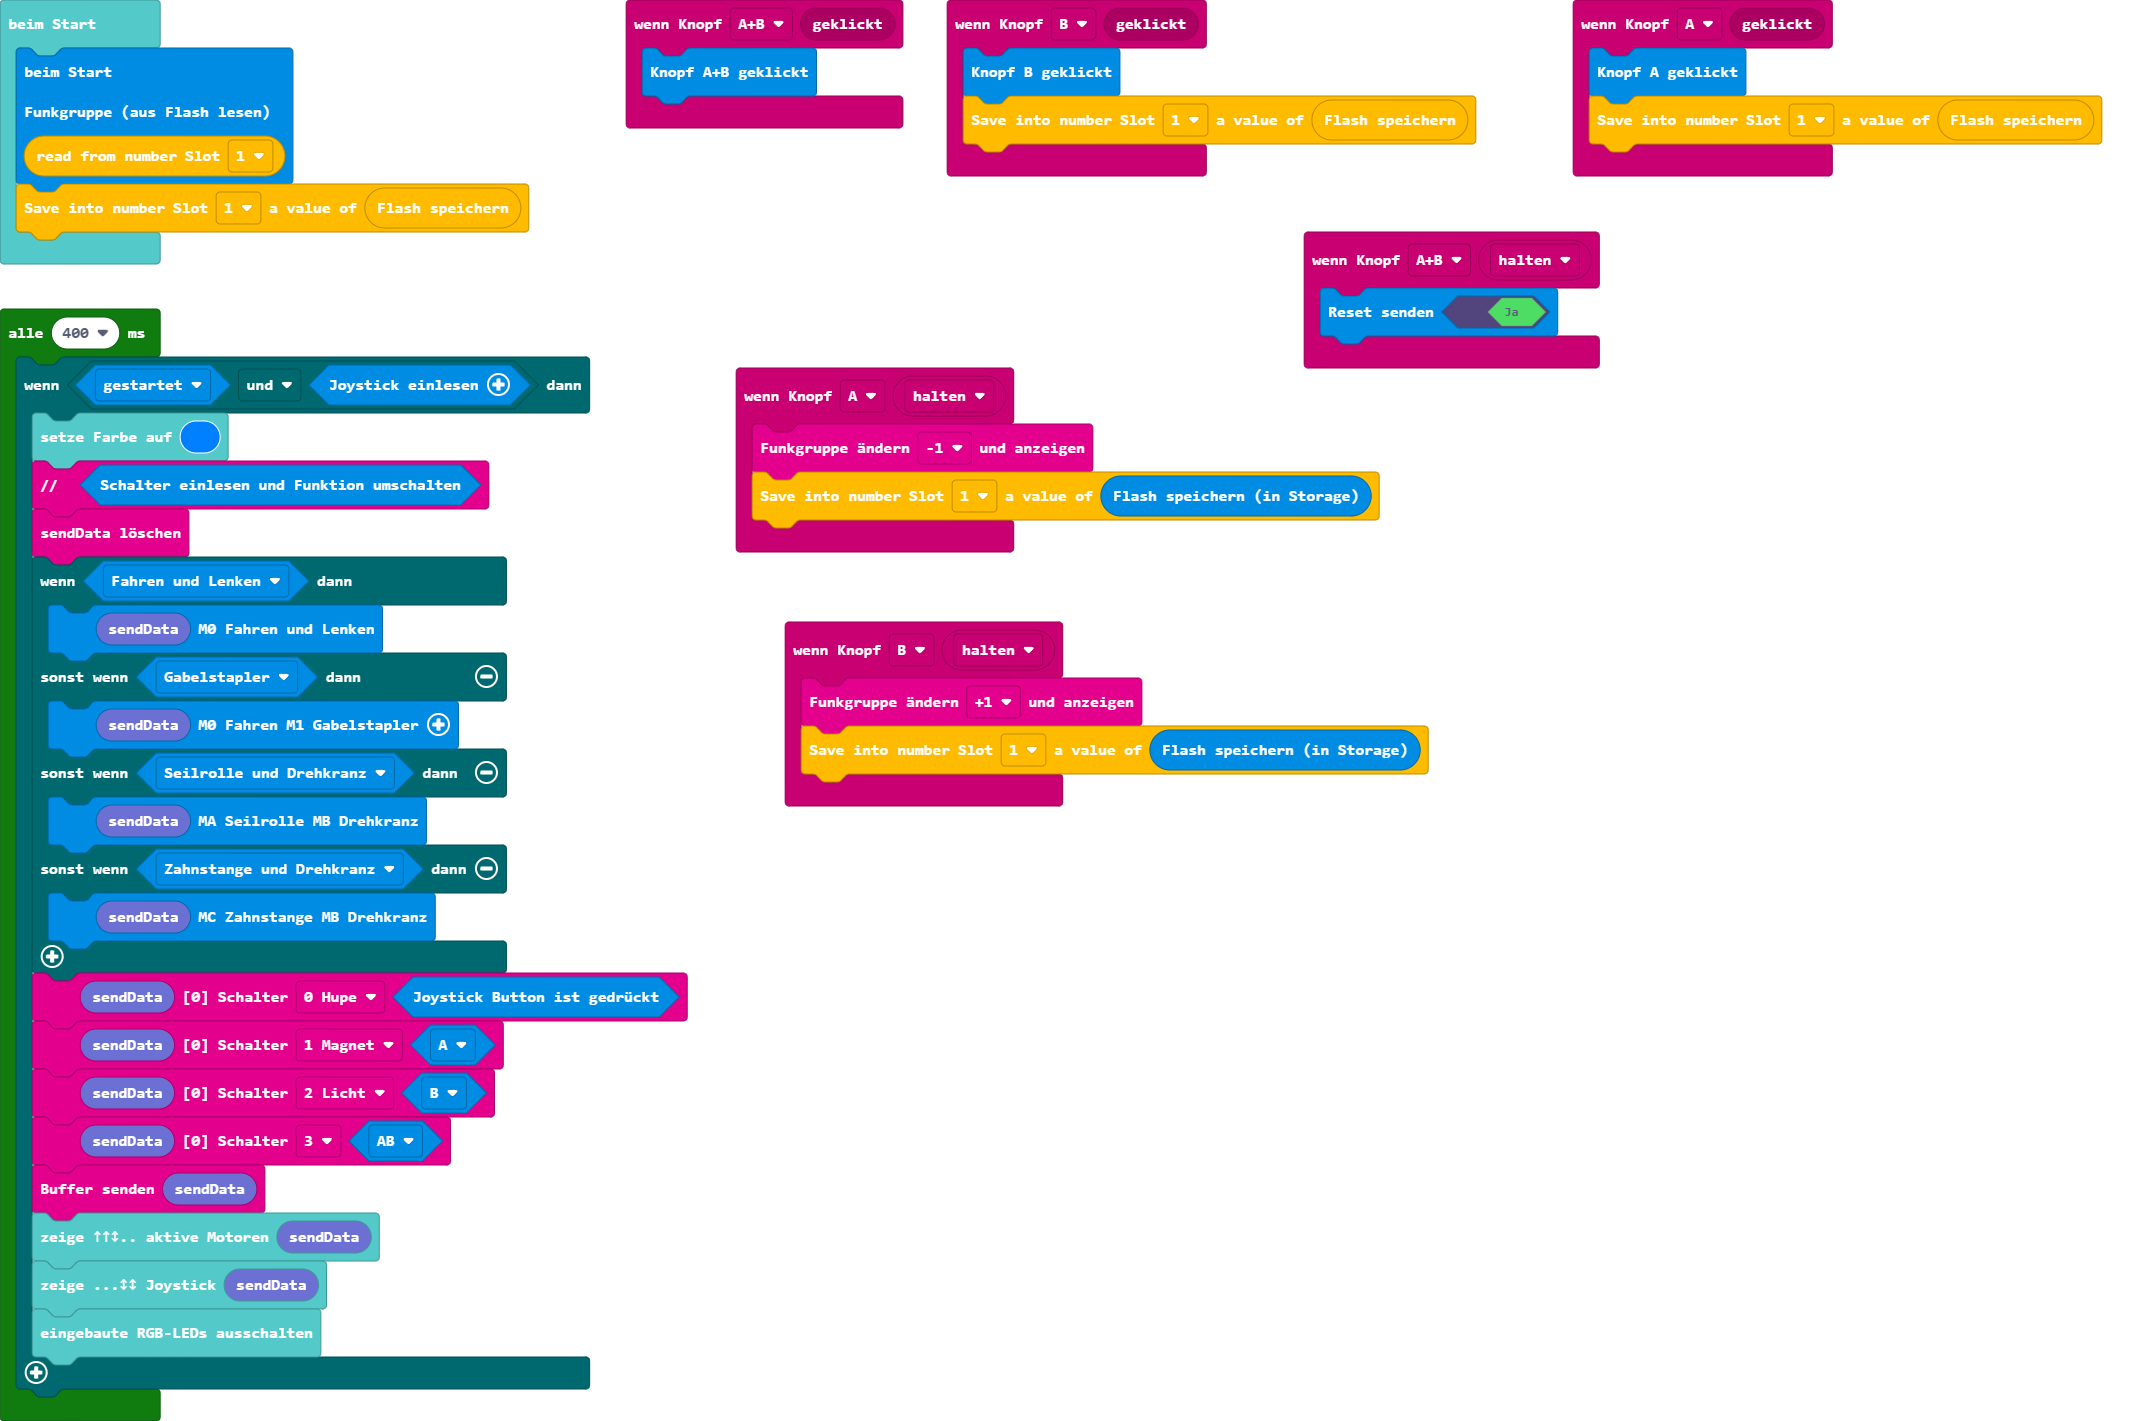 beim Start
beim Start
Funkgruppe (aus Flash lesen)
read from number Slot 1
Save into number Slot 1 a value of Flash speichern
wenn Knopf A+B geklickt
Knopf A+B geklickt
wenn Knopf B geklickt
Knopf B geklickt
Save into number Slot 1 a value of Flash speichern
wenn Knopf A geklickt
Knopf A geklickt
Save into number Slot 1 a value of Flash speichern
wenn Knopf A+B halten
Reset senden Ja
alle 400 ms
wenn gestartet und Joystick einlesen dann
setze Farbe auf
// Schalter einlesen und Funktion umschalten
sendData löschen
wenn Fahren und Lenken dann
sendData M0 Fahren und Lenken
sonst wenn Gabelstapler dann
sendData M0 Fahren M1 Gabelstapler
sonst wenn Seilrolle und Drehkranz dann
sendData MA Seilrolle MB Drehkranz
sonst wenn Zahnstange und Drehkranz dann
sendData MC Zahnstange MB Drehkranz
sendData [0] Schalter 0 Hupe Joystick Button ist gedrückt
sendData [0] Schalter 1 Magnet A
sendData [0] Schalter 2 Licht B
sendData [0] Schalter 3 AB
Buffer senden sendData
zeige ↑↑↕.. aktive Motoren sendData
zeige ...↕↕ Joystick sendData
eingebaute RGB-LEDs ausschalten
wenn Knopf A halten
Funkgruppe ändern -1 und anzeigen
Save into number Slot 1 a value of Flash speichern (in Storage)
wenn Knopf B halten
Funkgruppe ändern +1 und anzeigen
Save into number Slot 1 a value of Flash speichern (in Storage)